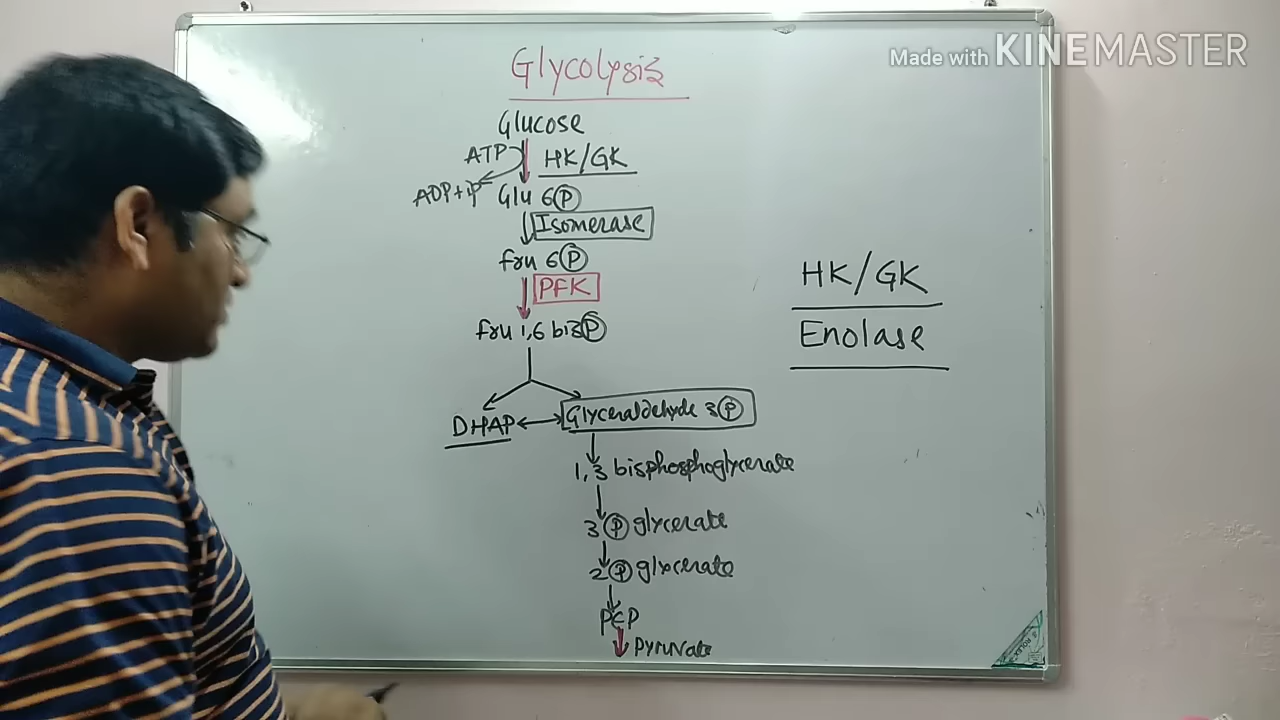 Made with KINEMASTER
Glycolysis
Glucose
ATP HK/GK
ADP+iP Glu 6 P
Isomerase
fru 6 P
PFK
fru 1,6 bis P
DHAP Glyceraldehyde 3 P
1,3 bisphosphoglycerate
3 P glycerate
2 P glycerate
PEP
Pyruvate
HK/GK
Enolase